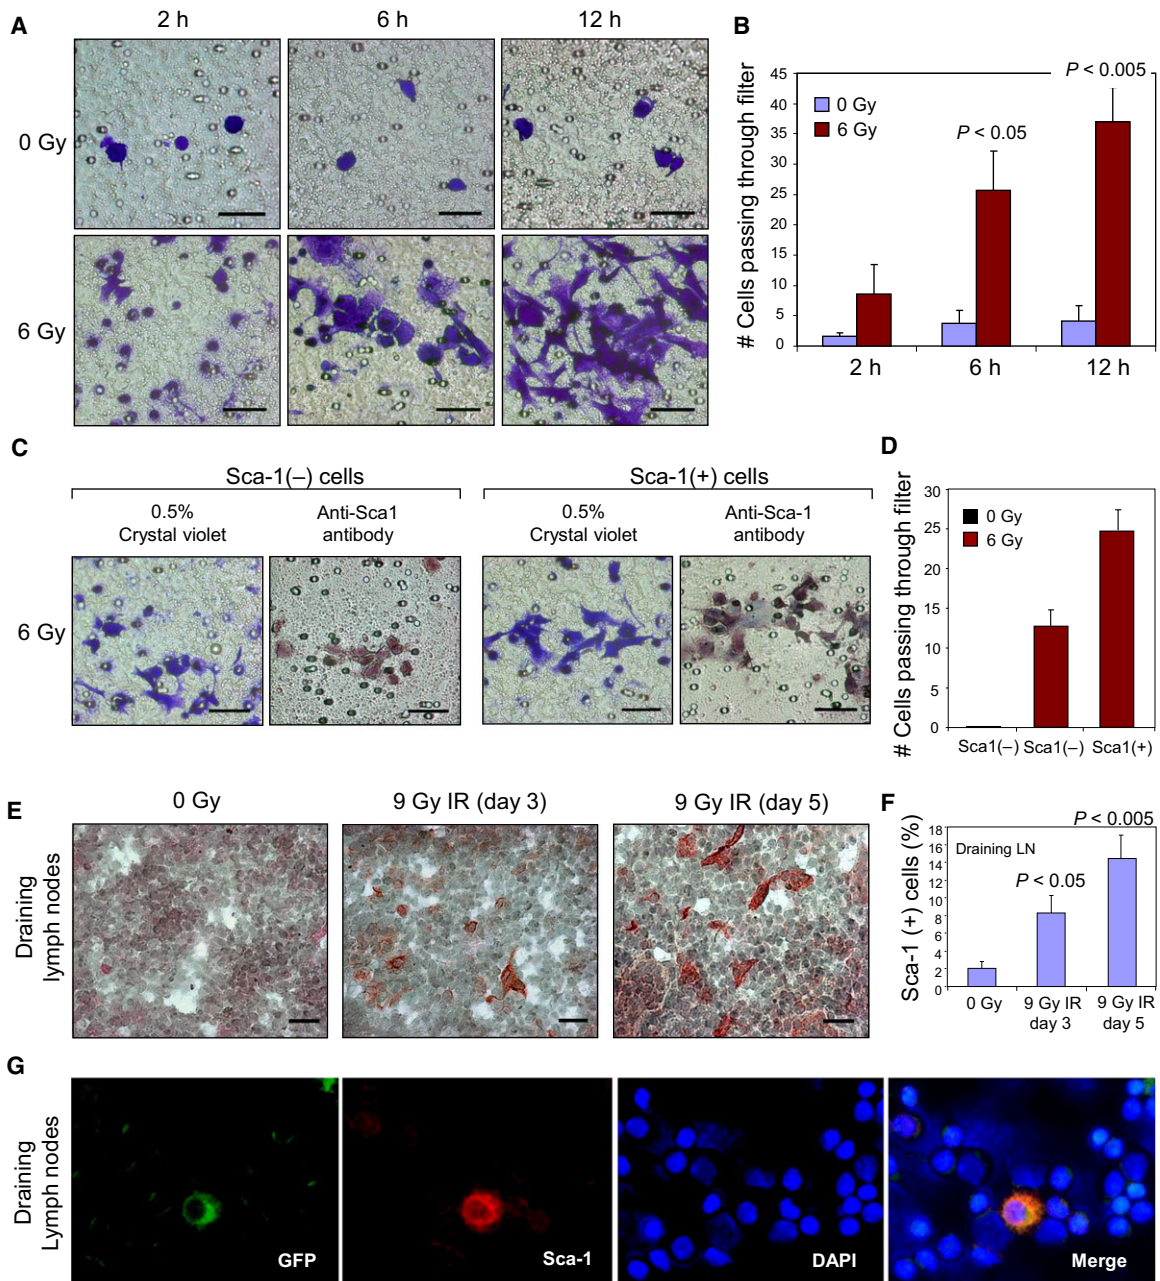 A
2 h
6 h
12 h
0 Gy
6 Gy
B
# Cells passing through filter
45
40
35
30
25
20
15
10
5
0
0 Gy
6 Gy
P < 0.05
P < 0.005
2 h
6 h
12 h
C
Sca-1(–) cells
Sca-1(+) cells
0.5%
Crystal violet
Anti-Sca1
antibody
0.5%
Crystal violet
Anti-Sca-1
antibody
6 Gy
D
# Cells passing through filter
30
25
20
15
10
5
0
0 Gy
6 Gy
Sca1(–)
Sca1(–)
Sca1(+)
E
0 Gy
9 Gy IR (day 3)
9 Gy IR (day 5)
Draining
lymph nodes
F
Sca-1 (+) cells (%)
18
16
14
12
10
8
6
4
2
0
Draining LN
P < 0.05
P < 0.005
0 Gy
9 Gy IR
day 3
9 Gy IR
day 5
G
Draining
Lymph nodes
GFP
Sca-1
DAPI
Merge